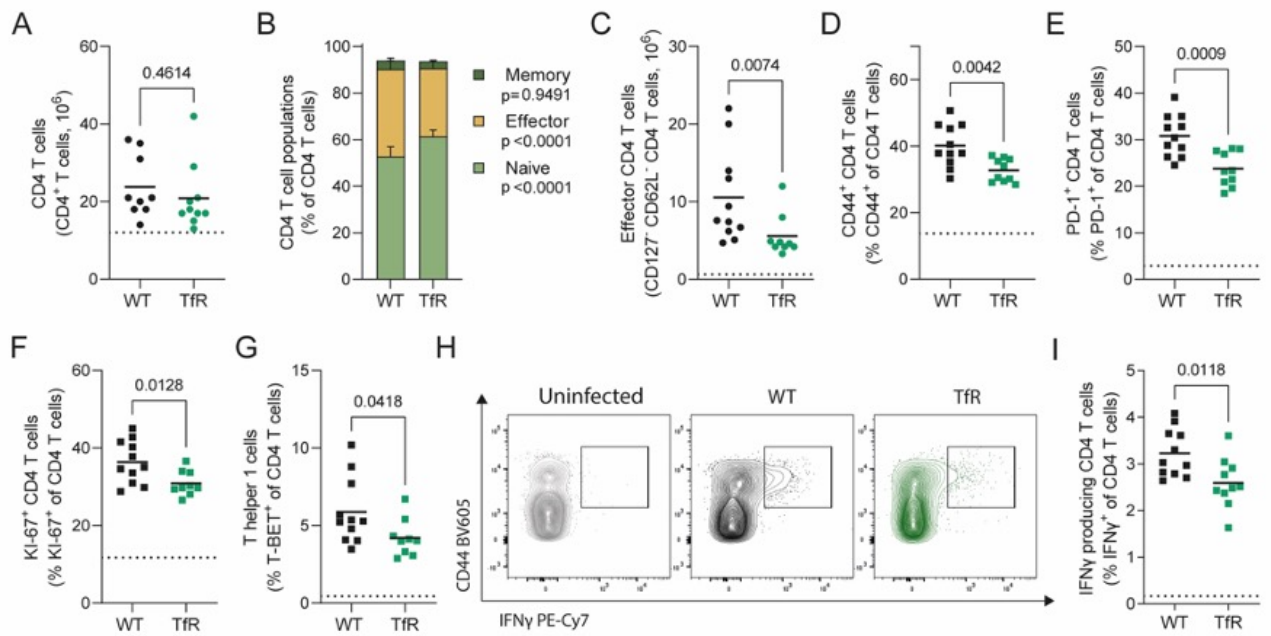 A
CD4 T cells
(CD4⁺ T cells, 10⁶)
60
40
20
0
0.4614
WT TfR
B
CD4 T cell populations
(% of CD4 T cells)
100
80
60
40
20
0
WT TfR
Memory
p=0.9491
Effector
p <0.0001
Naive
p <0.0001
C
Effector CD4 T cells
(CD127⁻ CD62L⁻ CD4 T cells, 10⁶)
30
20
10
0
0.0074
WT TfR
D
CD44⁺ CD4 T cells
(% CD44⁺ of CD4 T cells)
60
40
20
0
0.0042
WT TfR
E
PD-1⁺ CD4 T cells
(% PD-1⁺ of CD4 T cells)
50
40
30
20
10
0
0.0009
WT TfR
F
KI-67⁺ CD4 T cells
(% KI-67⁺ of CD4 T cells)
60
40
20
0
0.0128
WT TfR
G
T helper 1 cells
(% T-BET⁺ of CD4 T cells)
15
10
5
0
0.0418
WT TfR
H
CD44 BV605
Uninfected WT TfR
IFNγ PE-Cy7
I
IFNγ producing CD4 T cells
(% IFNγ⁺ of CD4 T cells)
5
4
3
2
1
0
0.0118
WT TfR